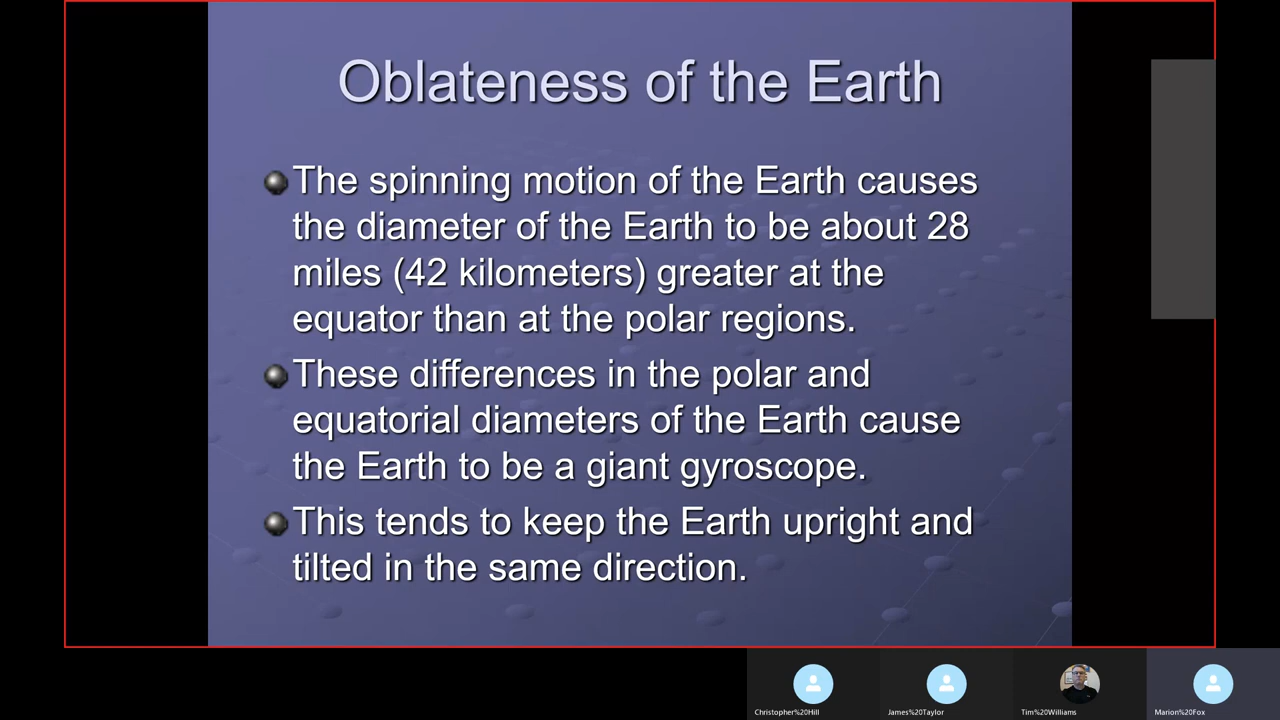 Oblateness of the Earth
The spinning motion of the Earth causes
the diameter of the Earth to be about 28
miles (42 kilometers) greater at the
equator than at the polar regions.
These differences in the polar and
equatorial diameters of the Earth cause
the Earth to be a giant gyroscope.
This tends to keep the Earth upright and
tilted in the same direction.
Christopher%20Hill
James%20Taylor
Tim%20Williams
Marion%20Fox